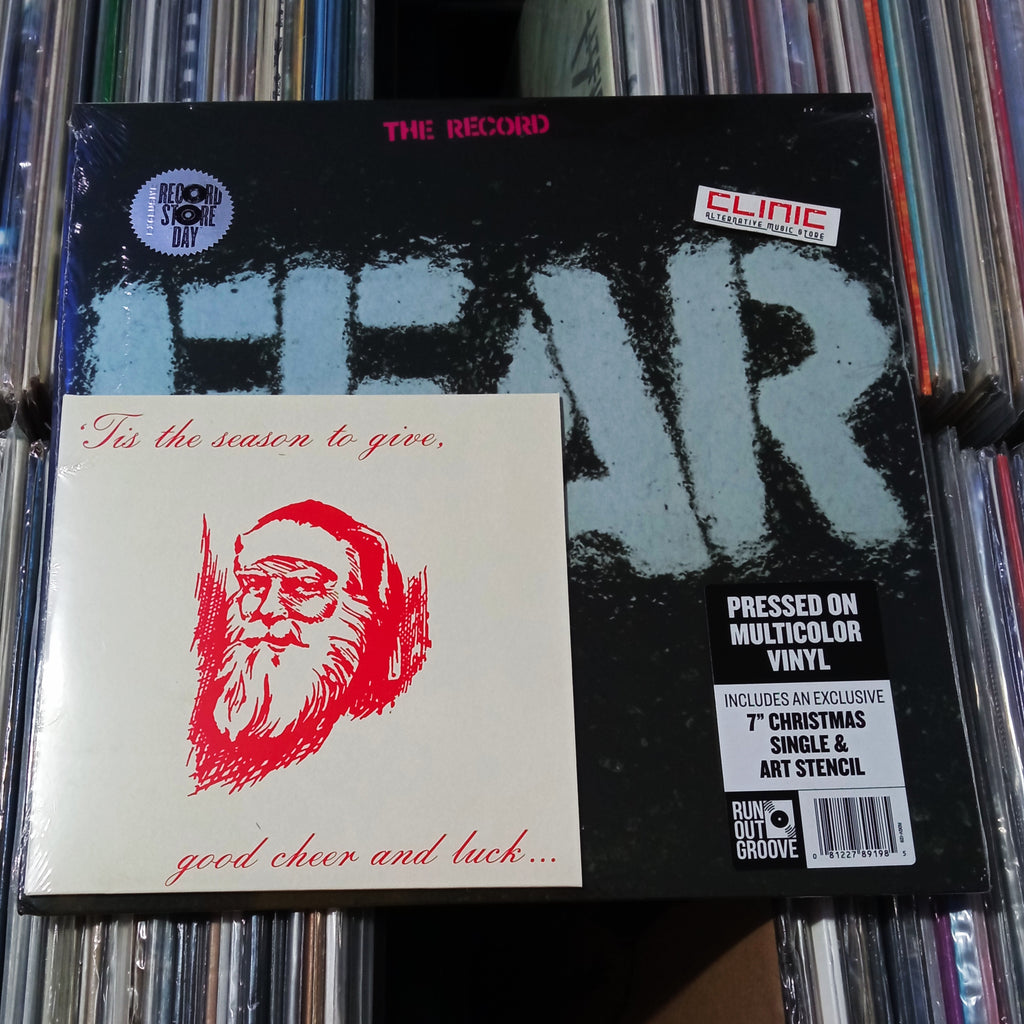 THE RECORD
EXCLUSIVE
RECORD
STORE
DAY
CLINIC
ALTERNATIVE MUSIC STORE
FEAR
'Tis the season to give,
good cheer and luck...
PRESSED ON
MULTICOLOR
VINYL
INCLUDES AN EXCLUSIVE
7" CHRISTMAS
SINGLE &
ART STENCIL
RUN
OUT
GROOVE
0 81227 89198 5